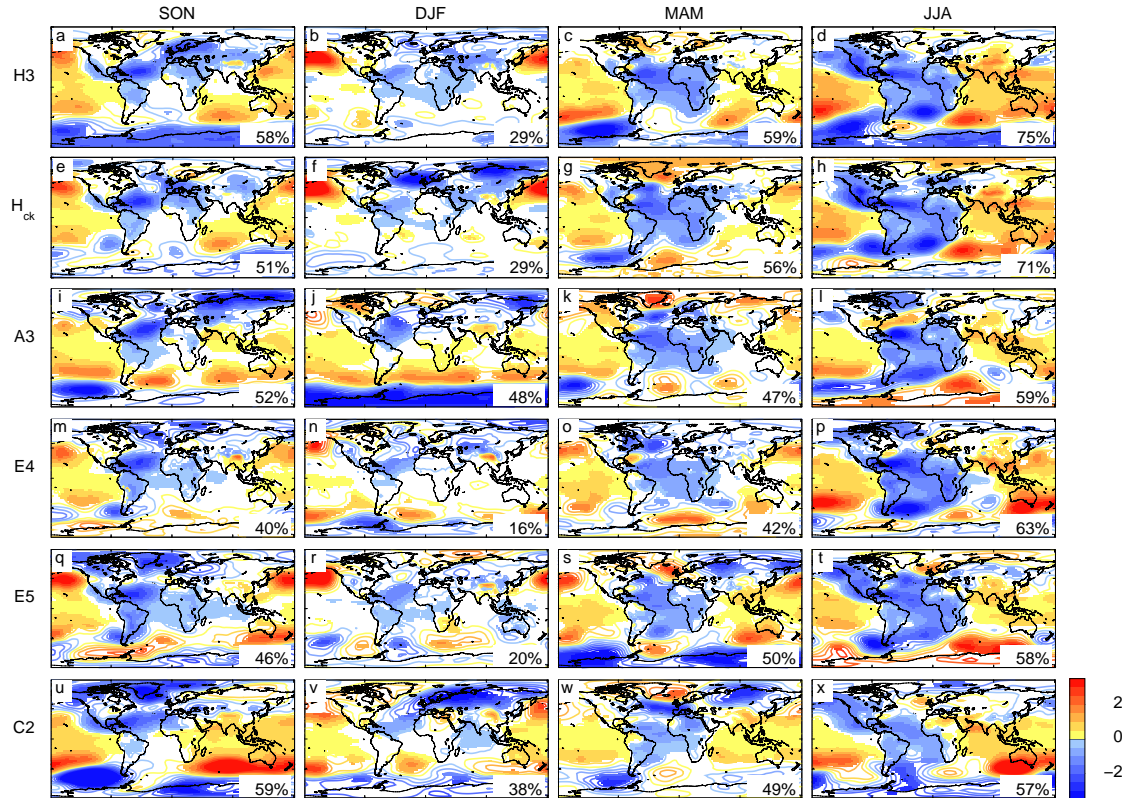 SON DJF MAM JJA
H3
a b c d
58% 29% 59% 75%
Hck
e f g h
51% 29% 56% 71%
A3
i j k l
52% 48% 47% 59%
E4
m n o p
40% 16% 42% 63%
E5
q r s t
46% 20% 50% 58%
C2
u v w x
59% 38% 49% 57%
2
0
−2